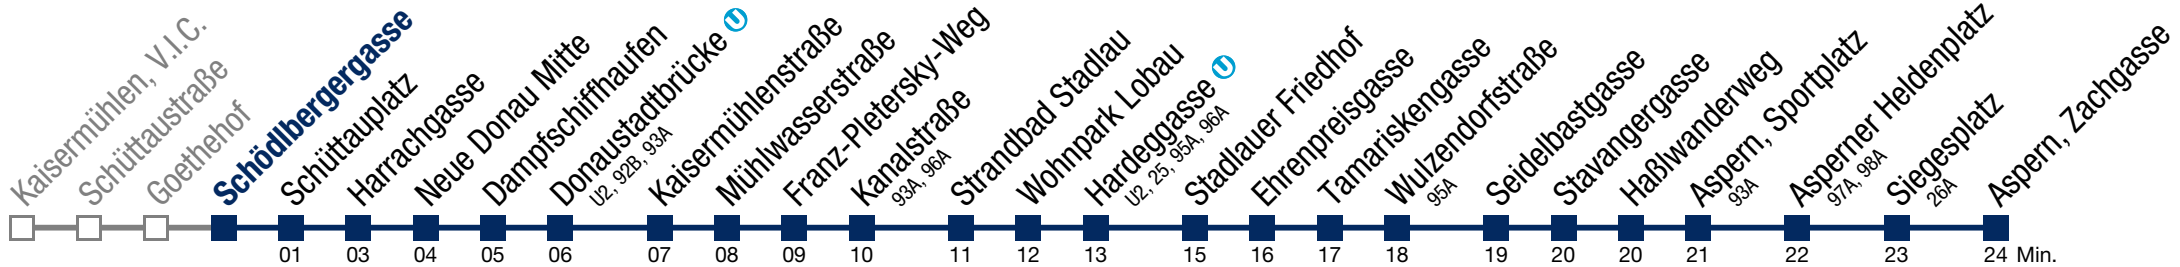 Kaisermühlen, V.I.C.
Schüttaustraße
Goethehof
Schödlbergergasse
Schüttauplatz
Harrachgasse
Neue Donau Mitte
Dampfschiffhaufen
Donaustadtbrücke U
U2, 92B, 93A
Kaisermühlenstraße
Mühlwasserstraße
Franz-Pletersky-Weg
Kanalstraße
93A, 96A
Strandbad Stadlau
Wohnpark Lobau
Hardeggasse U
U2, 25, 95A, 96A
Stadlauer Friedhof
Ehrenpreisgasse
Tamariskengasse
Wulzendorfstraße
95A
Seidelbastgasse
Stavangergasse
Haßlwanderweg
Aspern, Sportplatz
93A
Asperner Heldenplatz
97A, 98A
Siegesplatz
26A
Aspern, Zachgasse
01 03 04 05 06 07 08 09 10 11 12 13 15 16 17 18 19 20 20 21 22 23 24 Min.